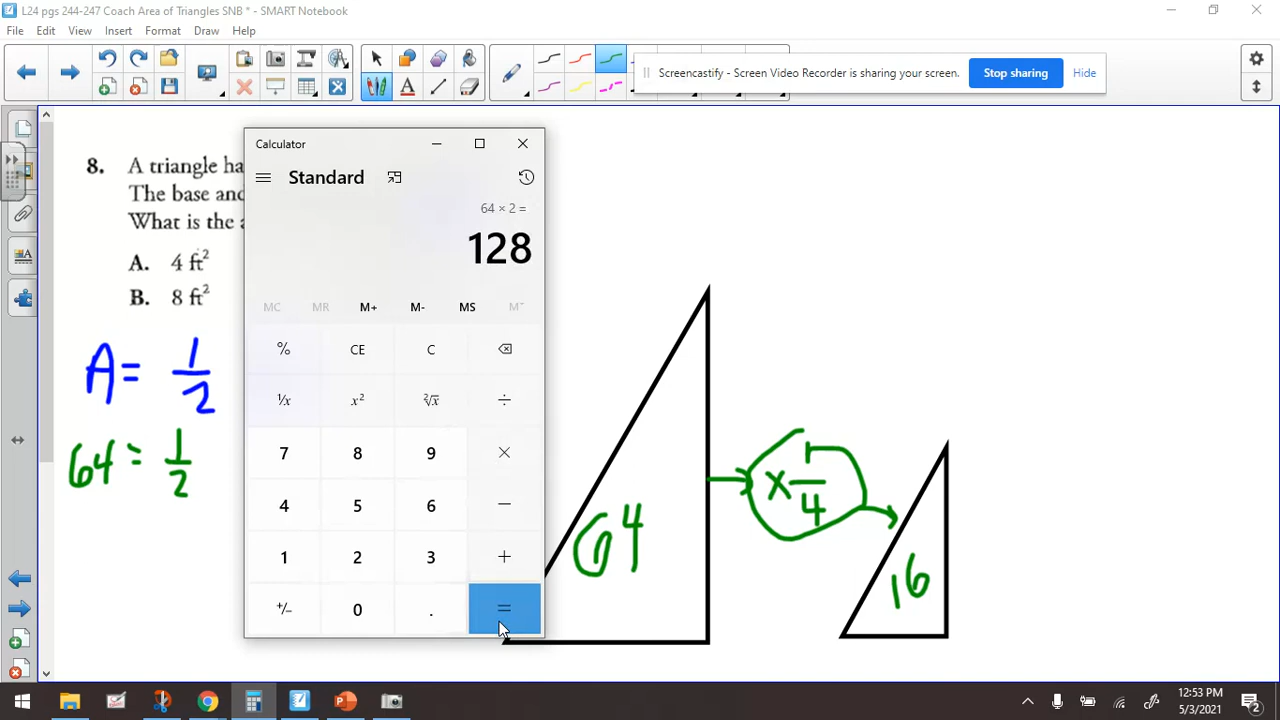 L24 pgs 244-247 Coach Area of Triangles SNB * - SMART Notebook
File Edit View Insert Format Draw Help
Screencastify - Screen Video Recorder is sharing your screen.
Stop sharing
Hide
Calculator
Standard
64 × 2 =
128
MC MR M+ M- MS M˅
% CE C
1/x x² ²√x ÷
7 8 9 ×
4 5 6 −
1 2 3 +
+/− 0 . =
8. A triangle ha
The base and
What is the a
A. 4 ft²
B. 8 ft²
A = 1/2
64 = 1/2
64
× 1/4
16
12:53 PM
5/3/2021
2